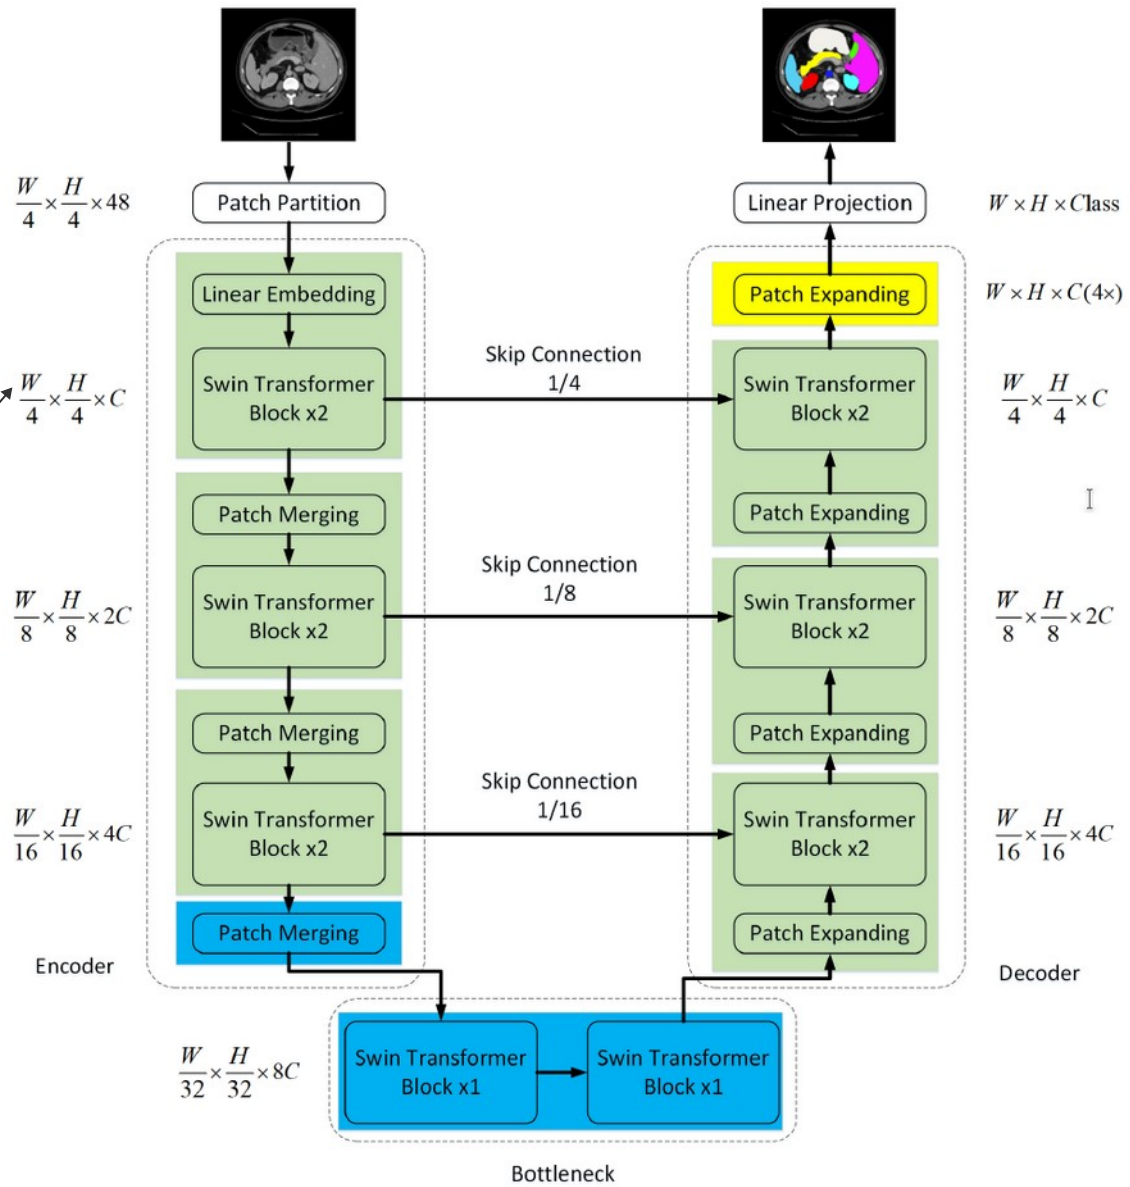 W/4 × H/4 × 48
Patch Partition
Linear Projection
W × H × Class
Linear Embedding
Patch Expanding
W × H × C(4×)
Skip Connection
1/4
W/4 × H/4 × C
Swin Transformer
Block x2
Swin Transformer
Block x2
W/4 × H/4 × C
Patch Merging
Patch Expanding
Skip Connection
1/8
W/8 × H/8 × 2C
Swin Transformer
Block x2
Swin Transformer
Block x2
W/8 × H/8 × 2C
Patch Merging
Patch Expanding
Skip Connection
1/16
W/16 × H/16 × 4C
Swin Transformer
Block x2
Swin Transformer
Block x2
W/16 × H/16 × 4C
Patch Merging
Patch Expanding
Encoder
Decoder
W/32 × H/32 × 8C
Swin Transformer
Block x1
Swin Transformer
Block x1
Bottleneck